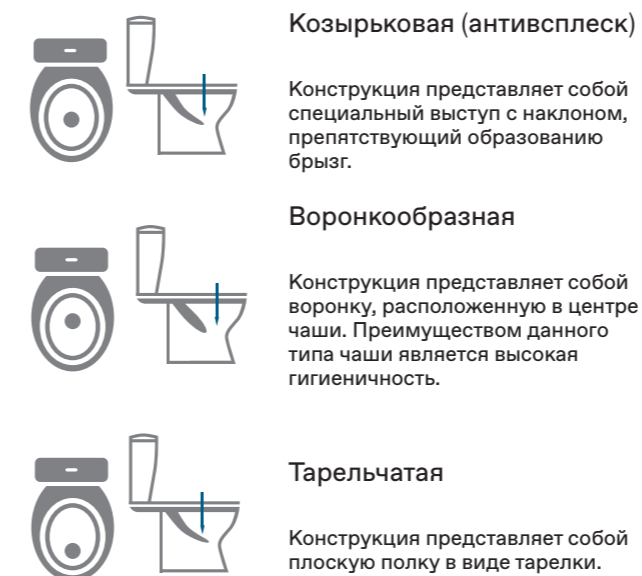 Козырьковая (антивсплеск)
Конструкция представляет собой
специальный выступ с наклоном,
препятствующий образованию
брызг.
Воронкообразная
Конструкция представляет собой
воронку, расположенную в центре
чаши. Преимуществом данного
типа чаши является высокая
гигиеничность.
Тарельчатая
Конструкция представляет собой
плоскую полку в виде тарелки.